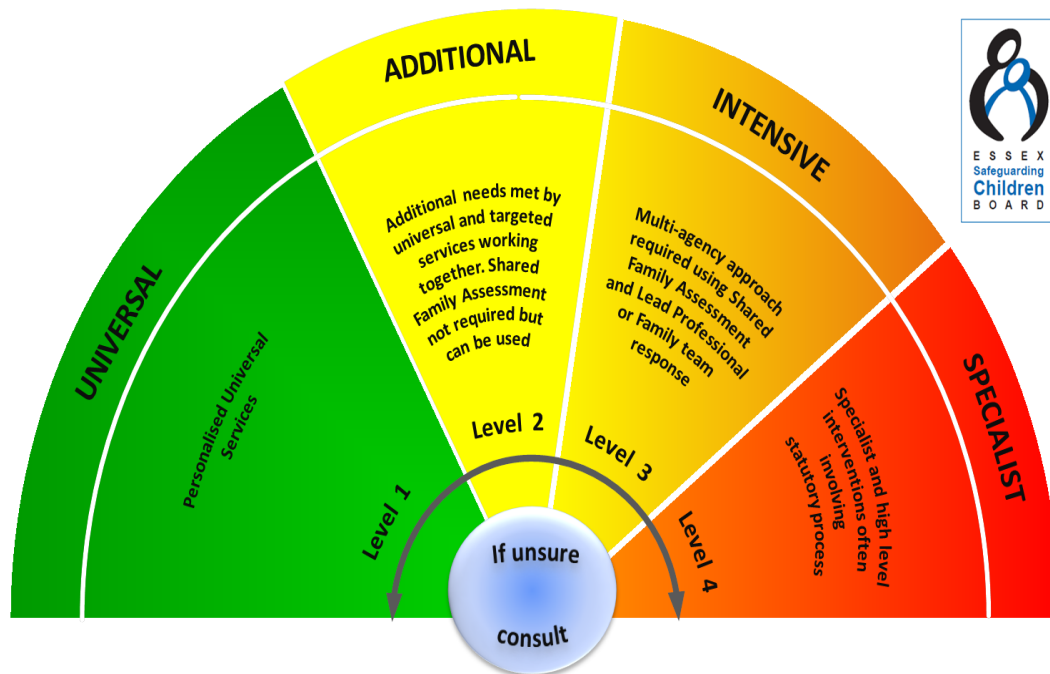 UNIVERSAL
Personalised Universal
Services
Level 1
ADDITIONAL
Additional needs met by
universal and targeted
services working
together. Shared
Family Assessment
not required but
can be used
Level 2
INTENSIVE
Multi-agency approach
required using Shared
Family Assessment
and Lead Professional
or Family team
response
Level 3
SPECIALIST
Specialist and high level
interventions often
involving
statutory process
Level 4
If unsure
consult
ESSEX
Safeguarding
Children
BOARD